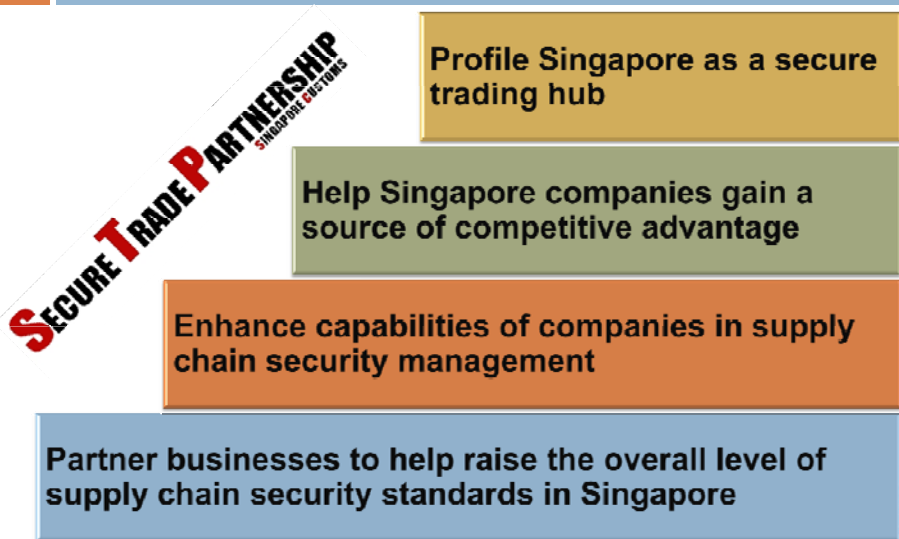 SECURE TRADE PARTNERSHIP
SINGAPORE CUSTOMS
Profile Singapore as a secure
trading hub
Help Singapore companies gain a
source of competitive advantage
Enhance capabilities of companies in supply
chain security management
Partner businesses to help raise the overall level of
supply chain security standards in Singapore